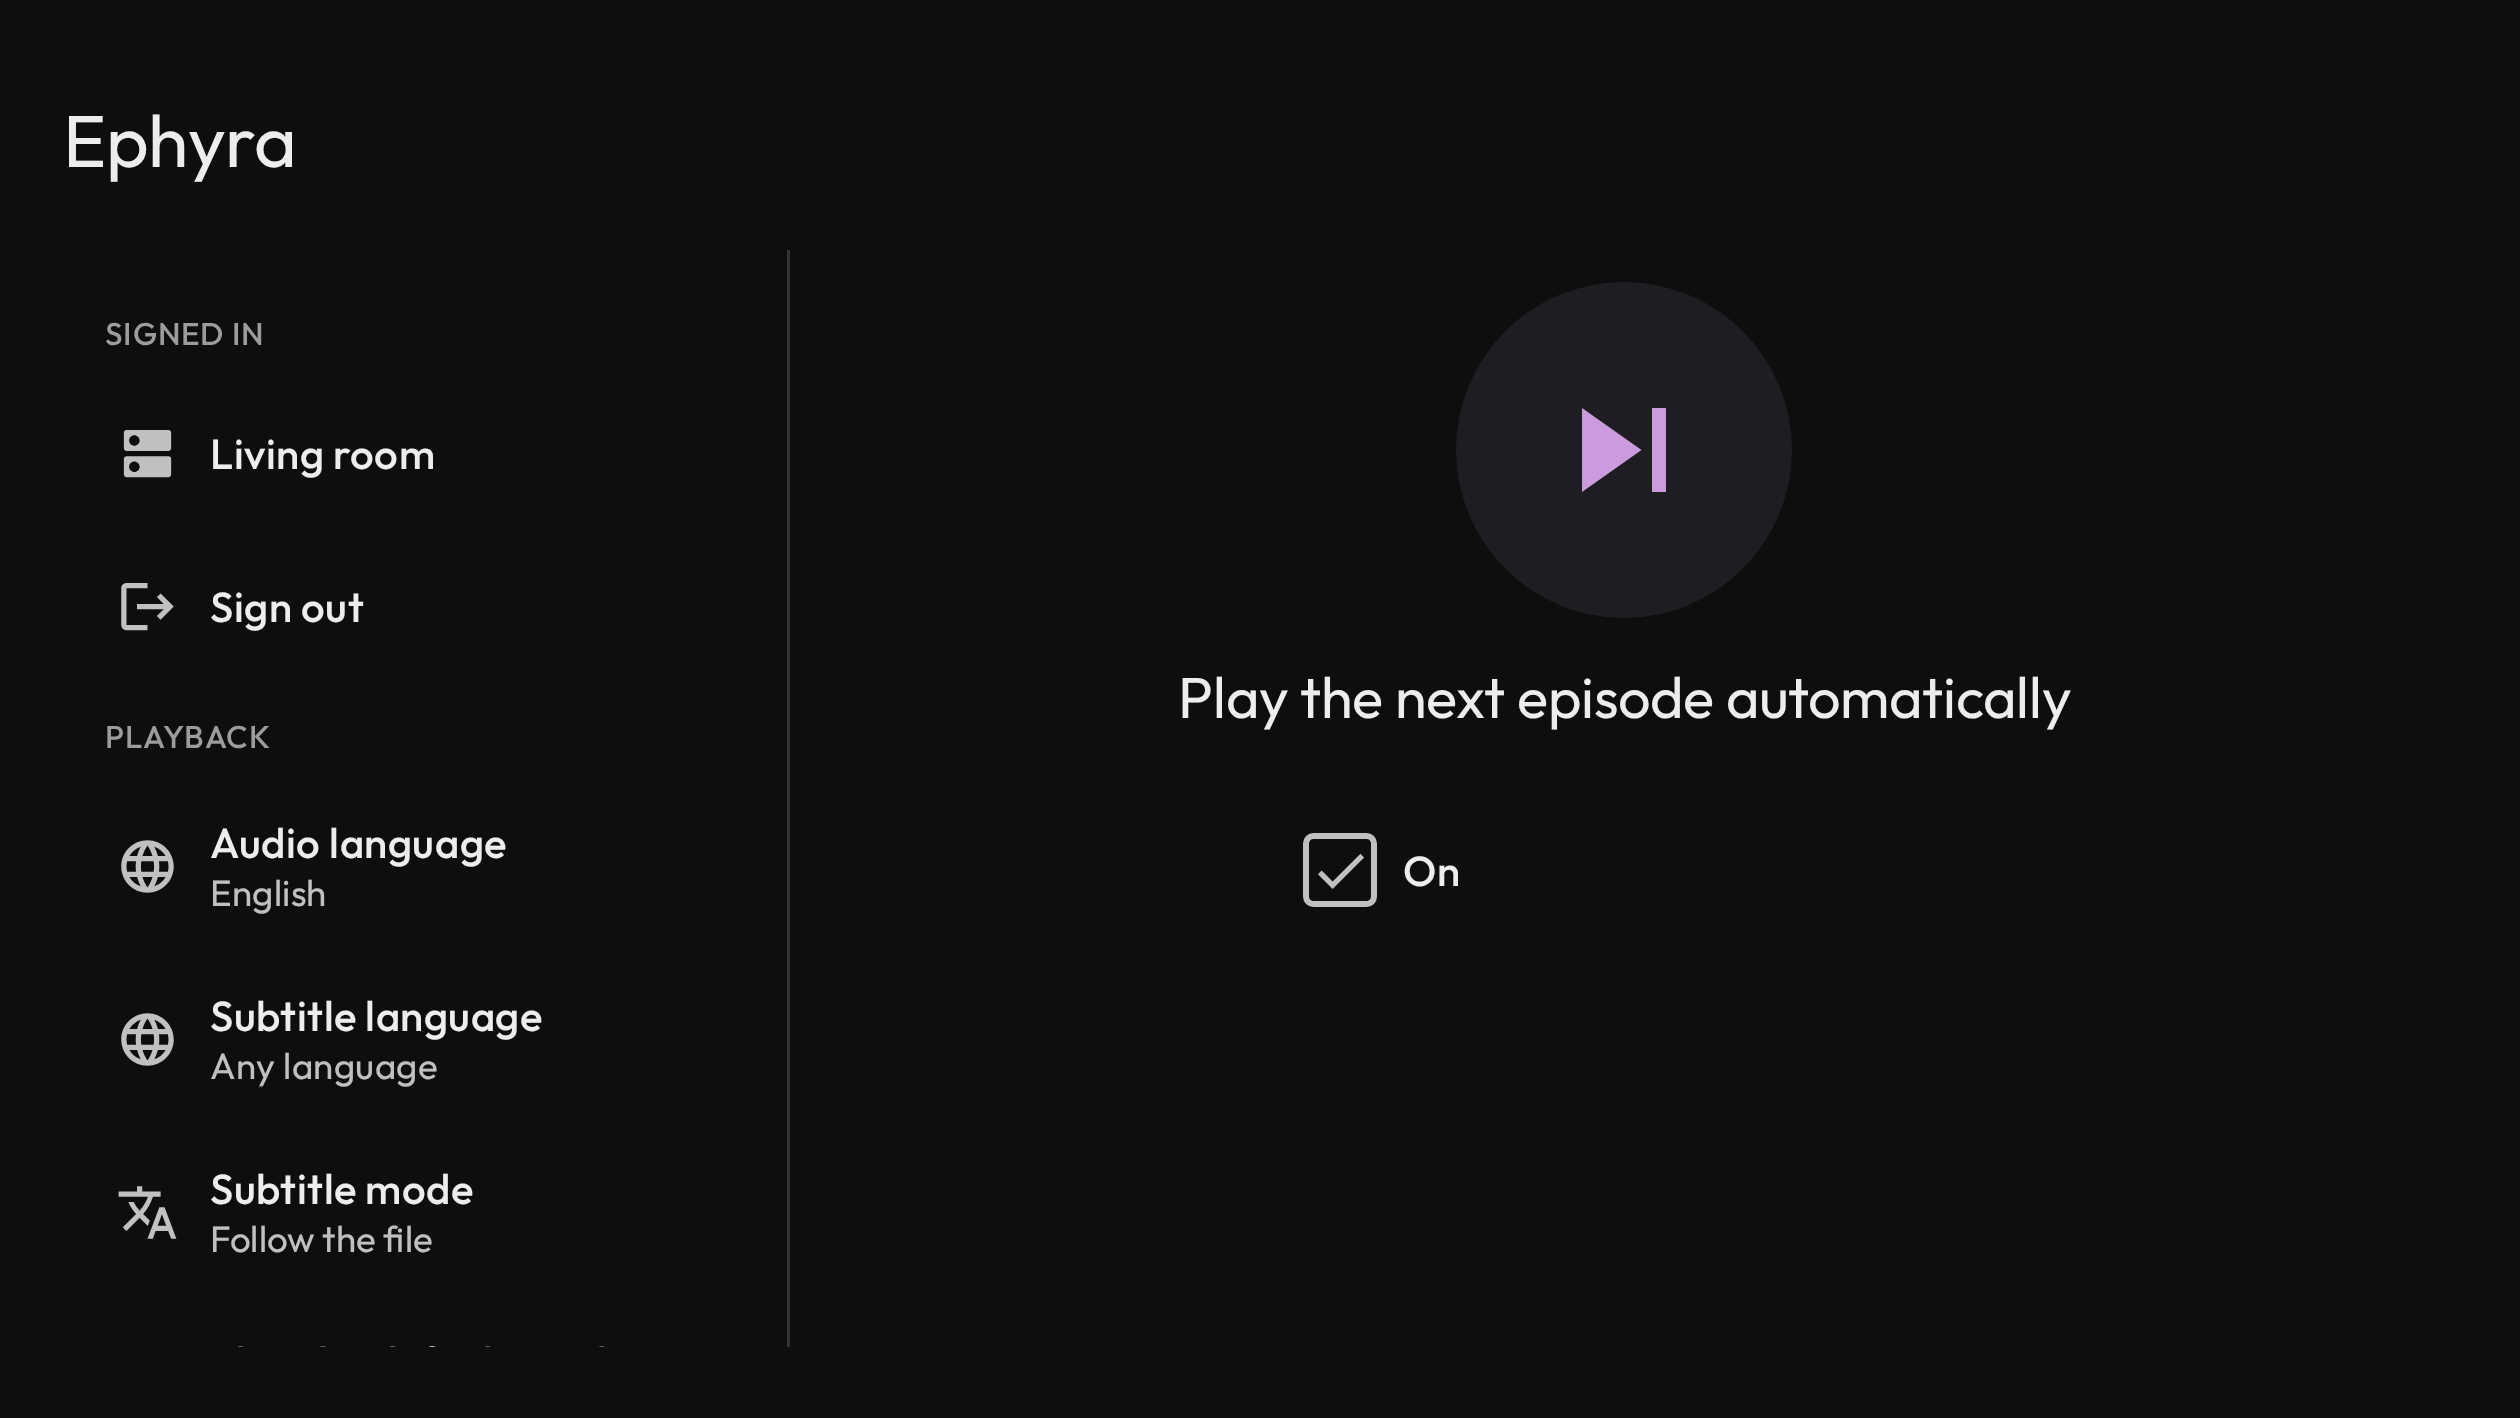 Ephyra
SIGNED IN
Living room
Sign out
PLAYBACK
Audio language
English
Subtitle language
Any language
Subtitle mode
Follow the file
Play the next episode automatically
On